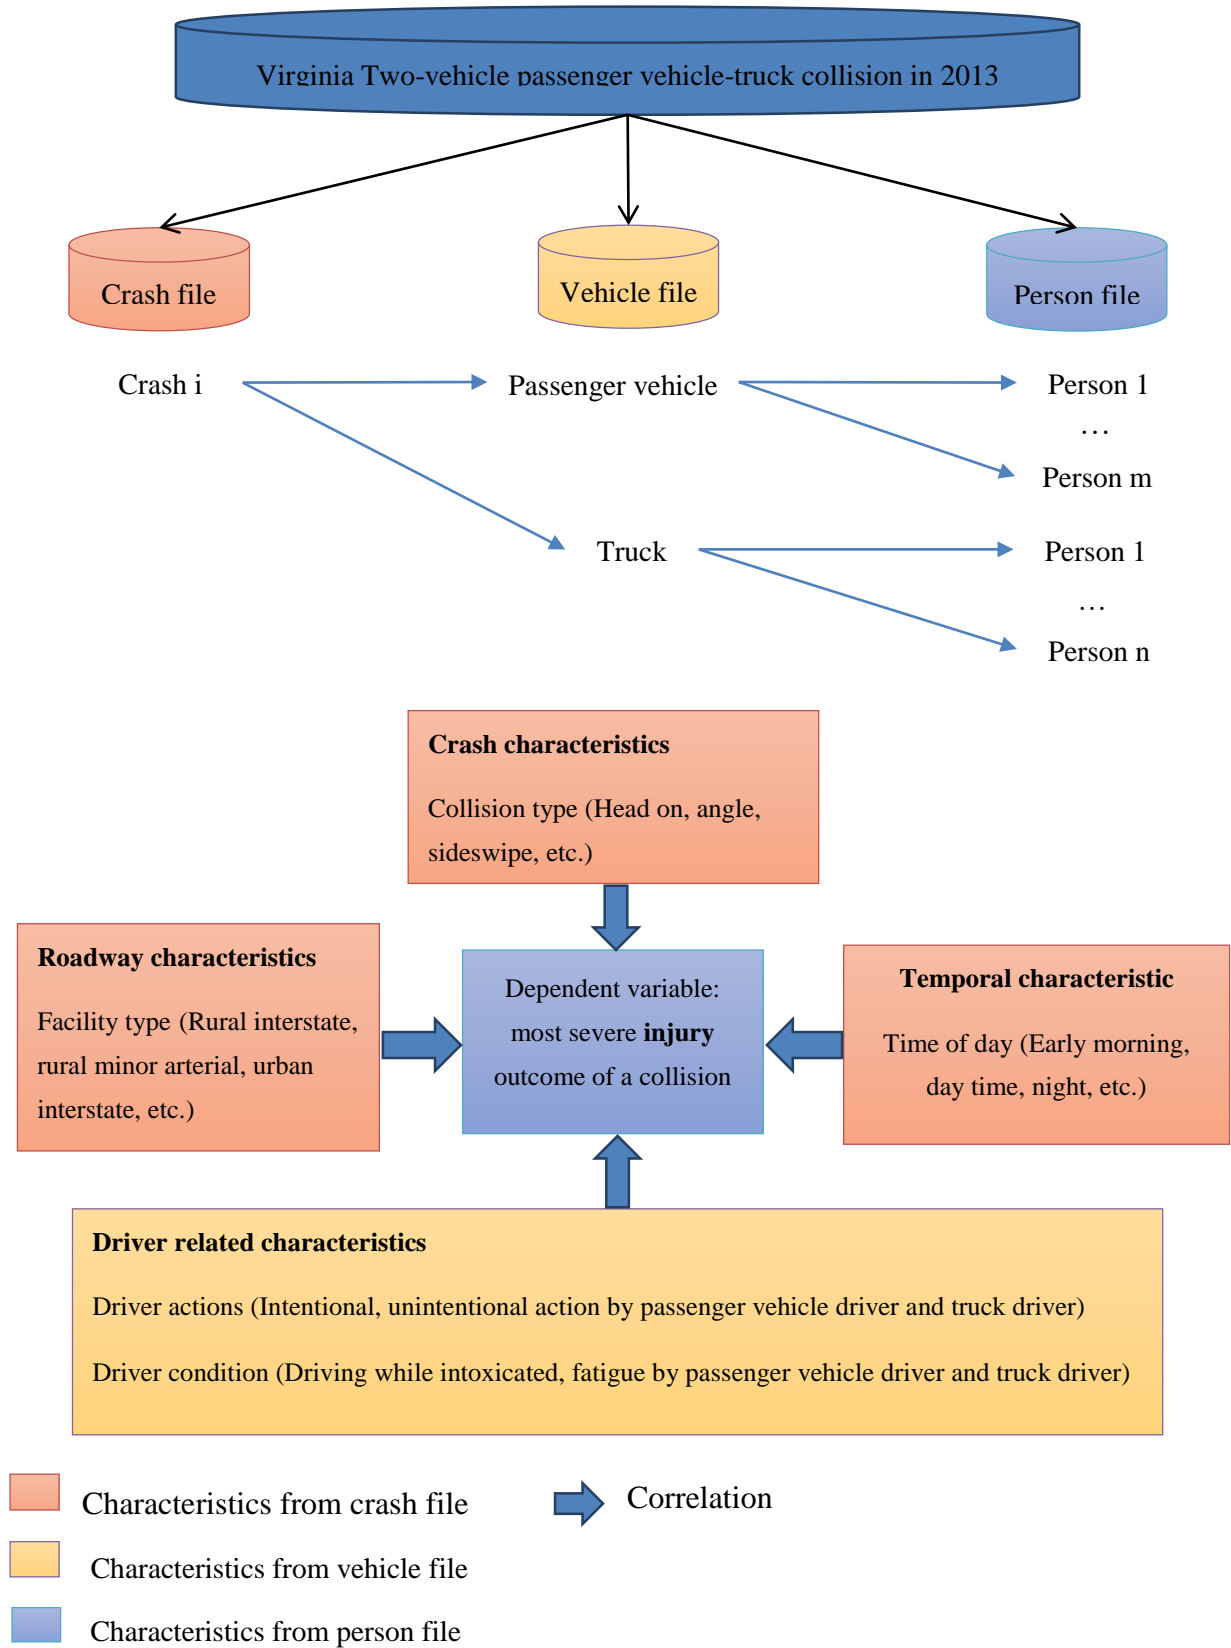 Virginia Two-vehicle passenger vehicle-truck collision in 2013
Crash file
Vehicle file
Person file
Crash i
Passenger vehicle
Person 1
…
Person m
Truck
Person 1
…
Person n
Crash characteristics
Collision type (Head on, angle,
sideswipe, etc.)
Roadway characteristics
Facility type (Rural interstate,
rural minor arterial, urban
interstate, etc.)
Dependent variable:
most severe injury
outcome of a collision
Temporal characteristic
Time of day (Early morning,
day time, night, etc.)
Driver related characteristics
Driver actions (Intentional, unintentional action by passenger vehicle driver and truck driver)
Driver condition (Driving while intoxicated, fatigue by passenger vehicle driver and truck driver)
Characteristics from crash file
Correlation
Characteristics from vehicle file
Characteristics from person file